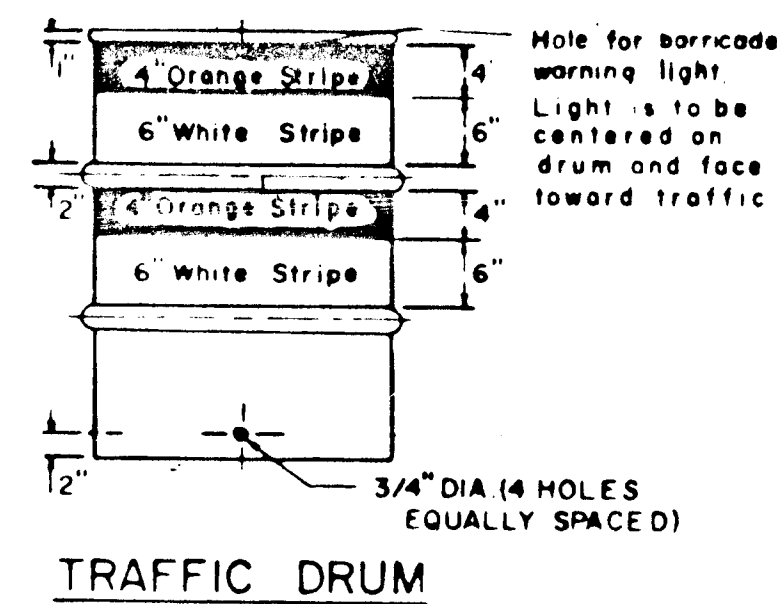 Hole for barricade
warning light.
Light is to be
centered on
drum and face
toward traffic
1"
4" Orange Stripe
4"
6" White Stripe
6"
2"
4" Orange Stripe
4"
6" White Stripe
6"
2"
3/4" DIA. (4 HOLES
EQUALLY SPACED)
TRAFFIC DRUM